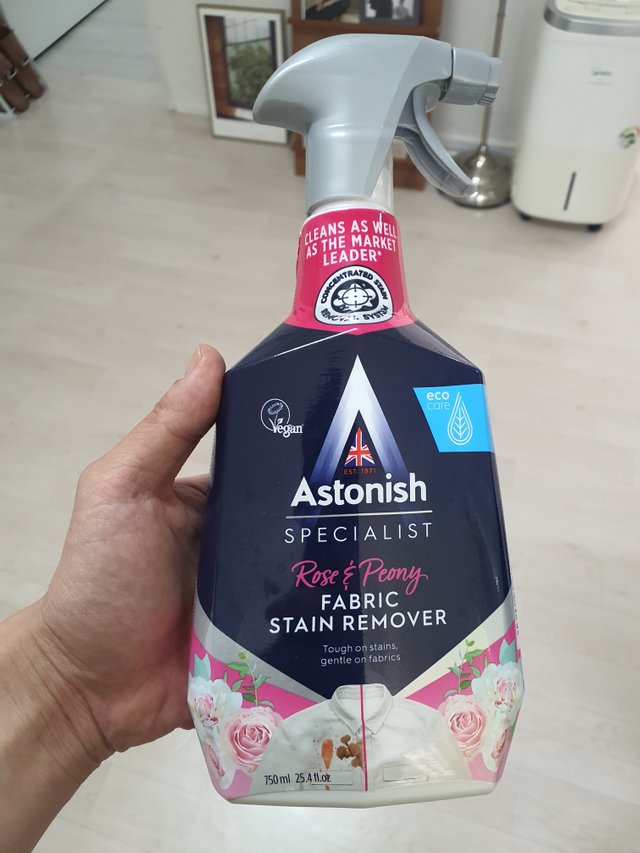 CLEANS AS WELL
AS THE MARKET
LEADER*
CONCENTRATED STAIN
REMOVAL SYSTEM
Vegan
eco
care
EST. 1971
Astonish
SPECIALIST
Rose & Peony
FABRIC
STAIN REMOVER
Tough on stains,
gentle on fabrics
750ml 25.4 fl.oz